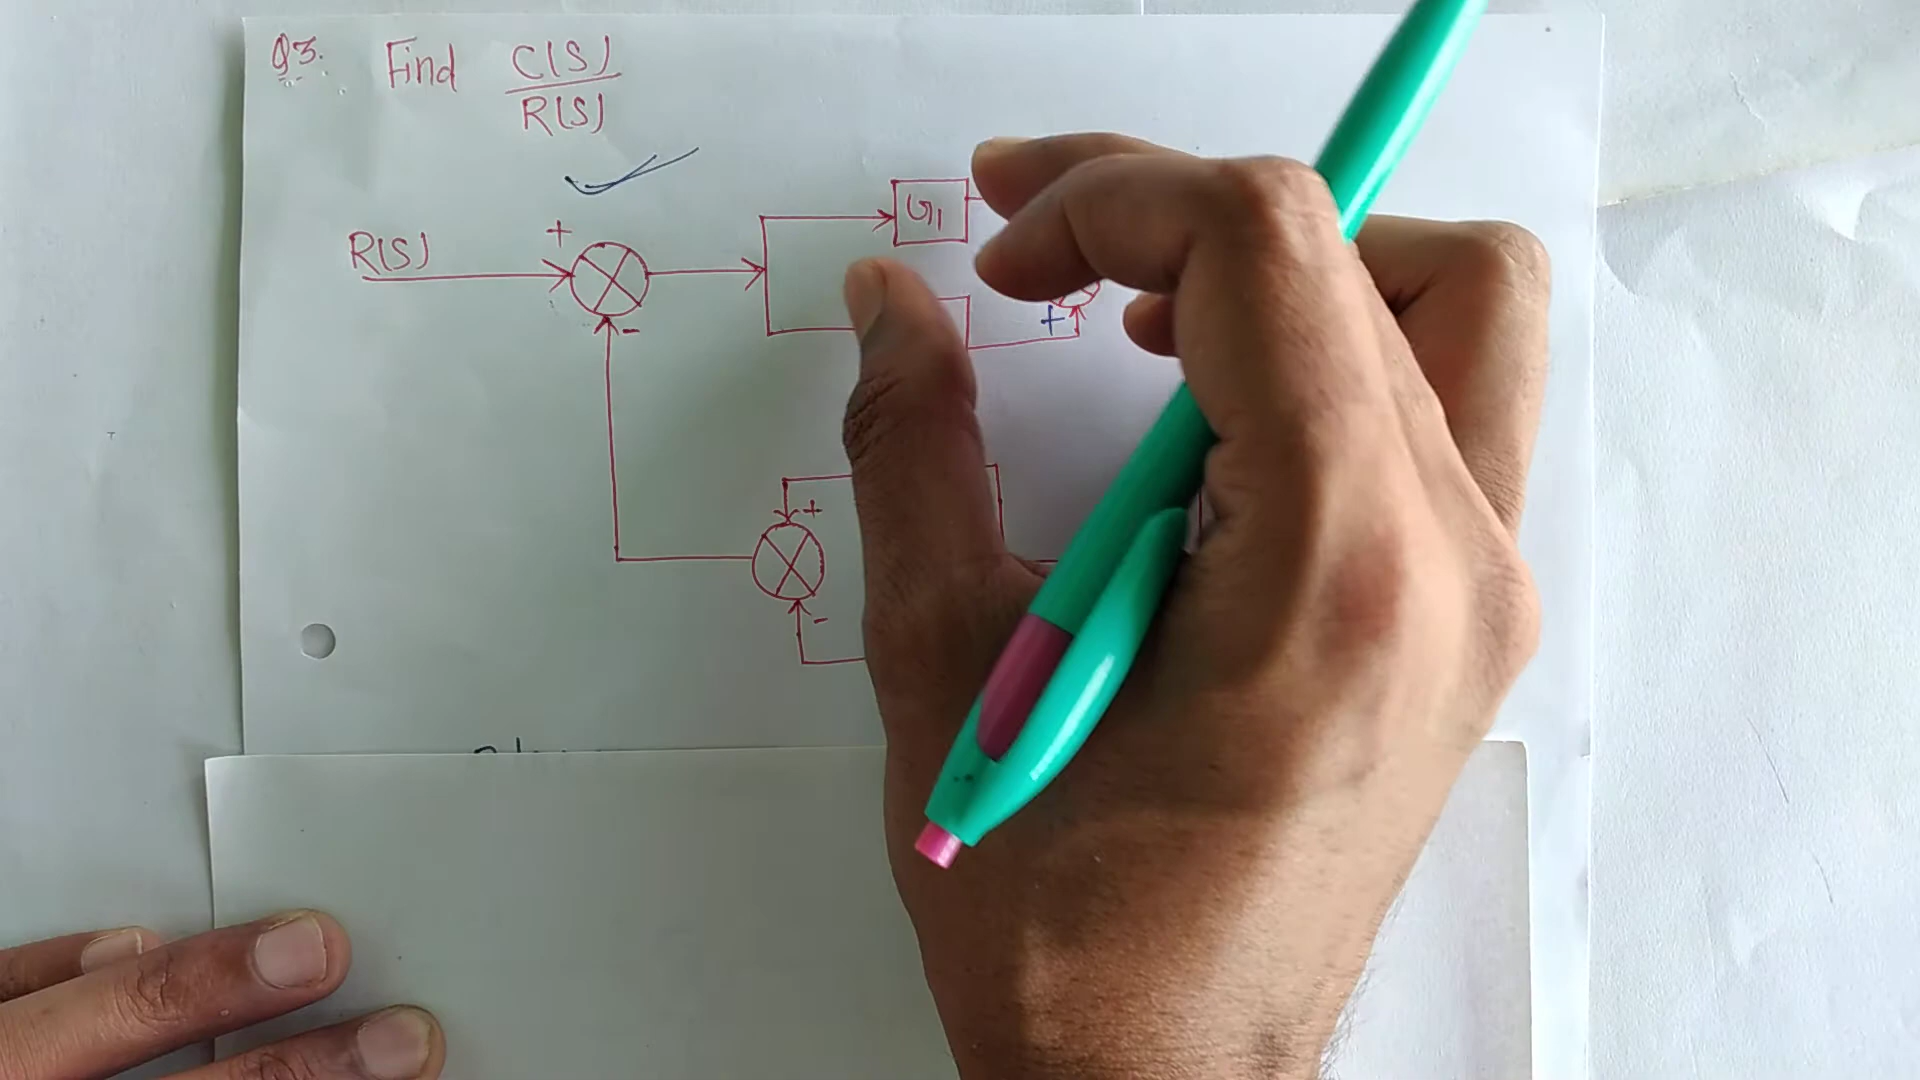 Q3. Find C(S)
R(S)
R(S)
+
G1
+
-
+
-